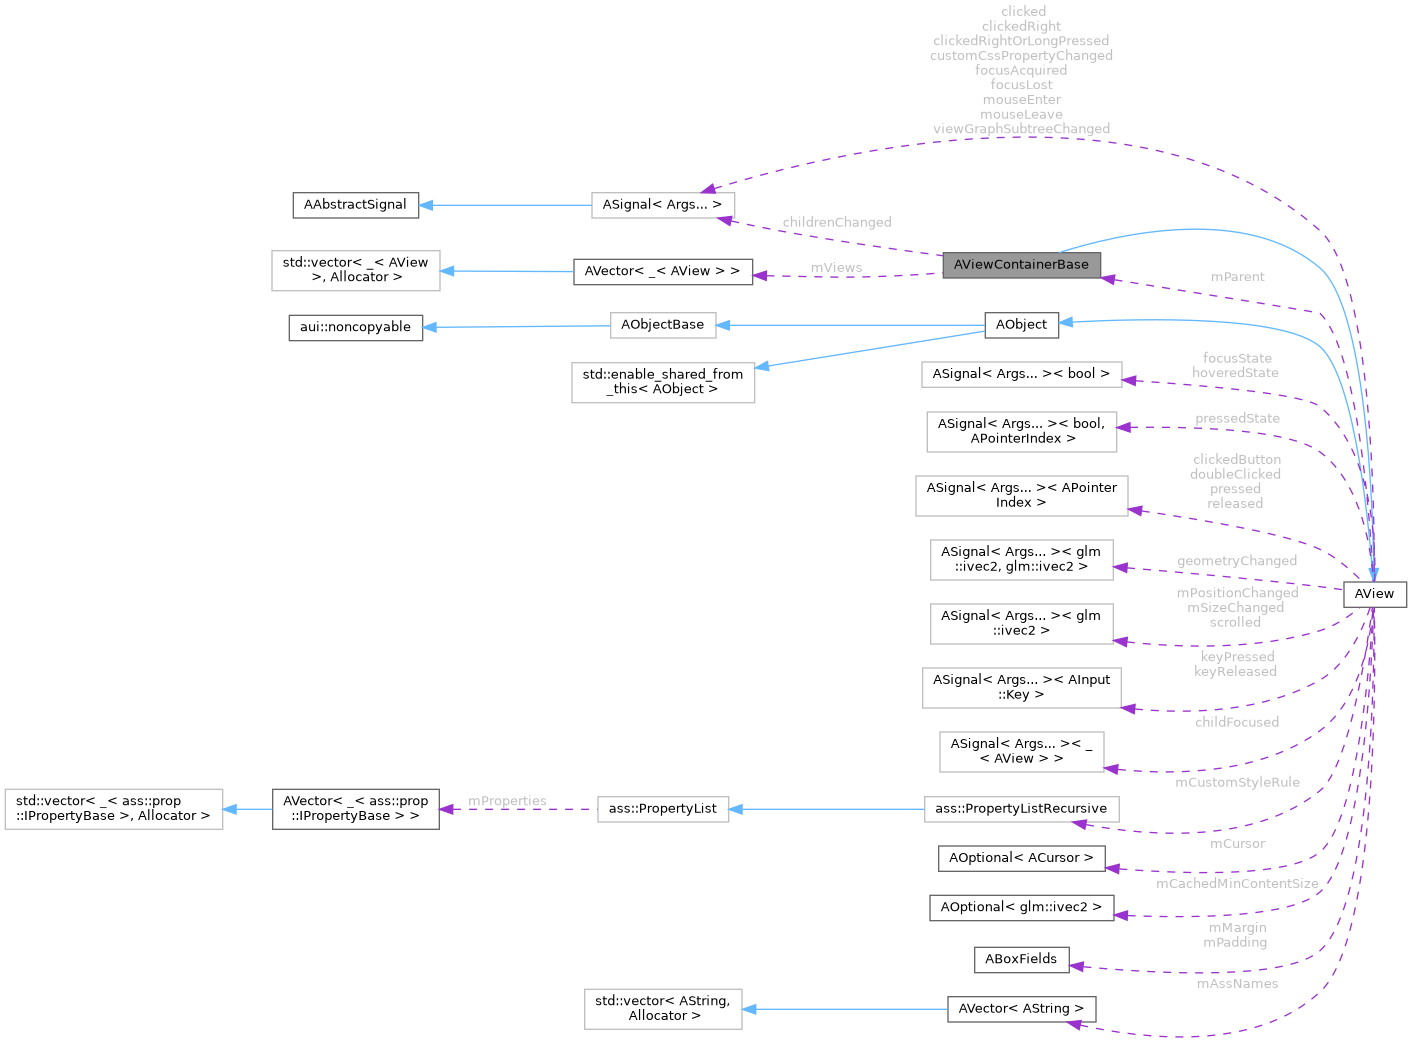 clicked
clickedRight
clickedRightOrLongPressed
customCssPropertyChanged
focusAcquired
focusLost
mouseEnter
mouseLeave
viewGraphSubtreeChanged
AAbstractSignal
ASignal< Args... >
childrenChanged
std::vector< _< AView
>, Allocator >
AVector< _< AView > >
mViews
AViewContainerBase
mParent
aui::noncopyable
AObjectBase
AObject
std::enable_shared_from
_this< AObject >
ASignal< Args... >< bool >
focusState
hoveredState
ASignal< Args... >< bool,
APointerIndex >
pressedState
ASignal< Args... >< APointer
Index >
clickedButton
doubleClicked
pressed
released
ASignal< Args... >< glm
::ivec2, glm::ivec2 >
geometryChanged
AView
ASignal< Args... >< glm
::ivec2 >
mPositionChanged
mSizeChanged
scrolled
ASignal< Args... >< AInput
::Key >
keyPressed
keyReleased
ASignal< Args... >< _
< AView > >
childFocused
std::vector< _< ass::prop
::IPropertyBase >, Allocator >
AVector< _< ass::prop
::IPropertyBase > >
mProperties
ass::PropertyList
ass::PropertyListRecursive
mCustomStyleRule
AOptional< ACursor >
mCursor
AOptional< glm::ivec2 >
mCachedMinContentSize
ABoxFields
mMargin
mPadding
std::vector< AString,
Allocator >
AVector< AString >
mAssNames